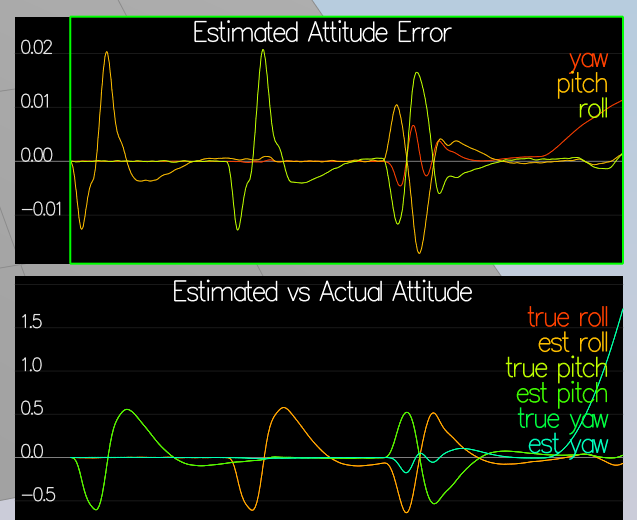 Estimated Attitude Error
0.02
yaw
pitch
0.01
roll
0.00
−0.01
Estimated vs Actual Attitude
true roll
1.5
est roll
true pitch
1.0
est pitch
0.5
true yaw
est yaw
0.0
−0.5